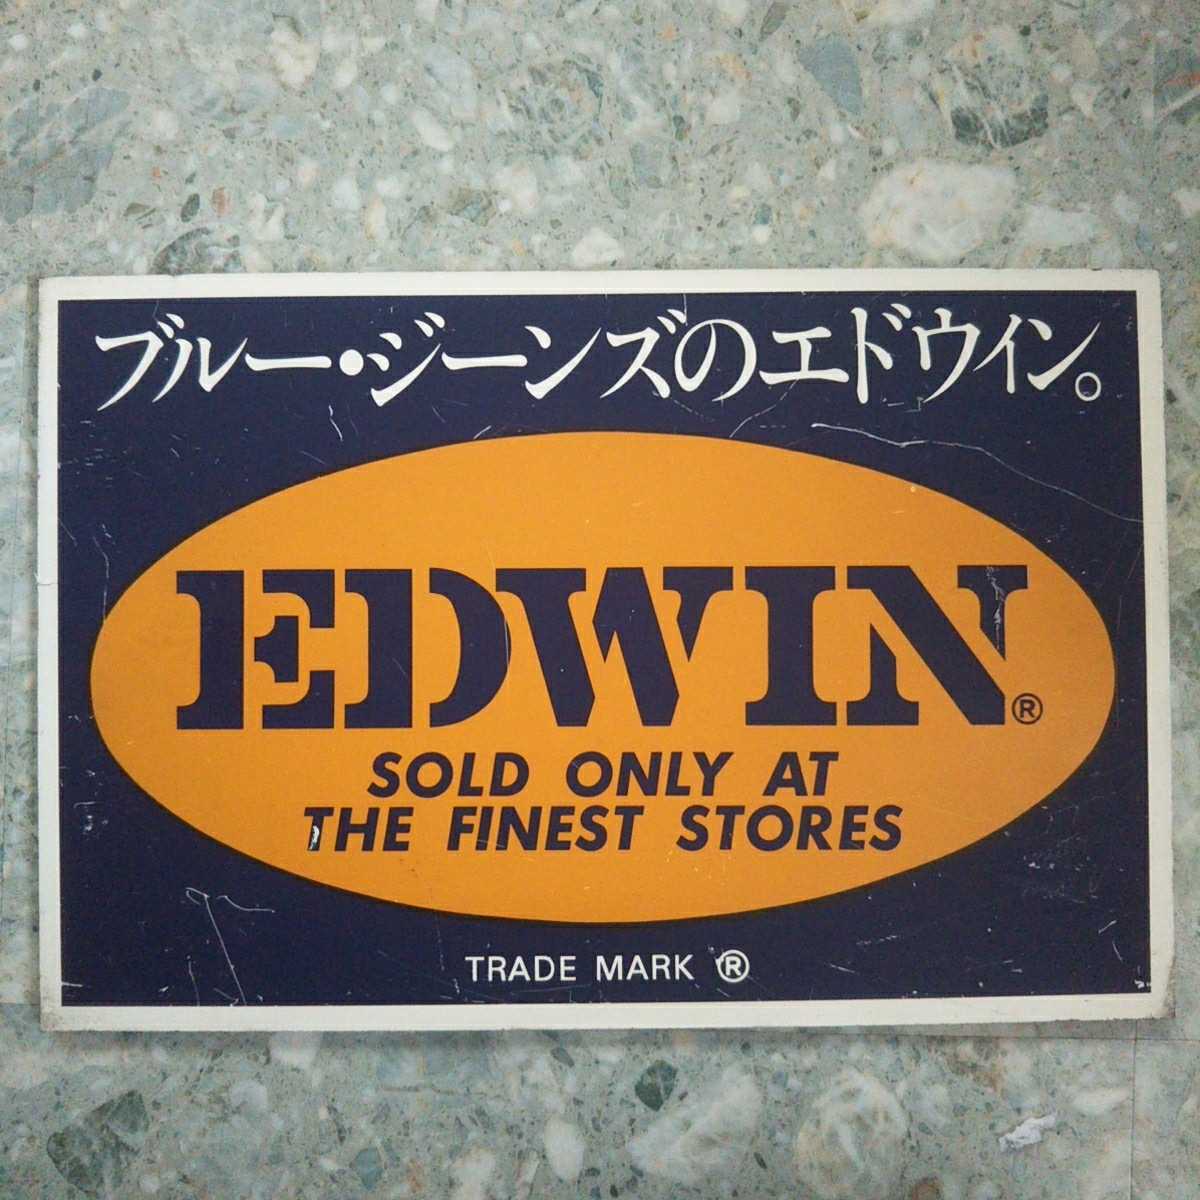 ブルー・ジーンズのエドウイン。
EDWIN®
SOLD ONLY AT
THE FINEST STORES
TRADE MARK ®